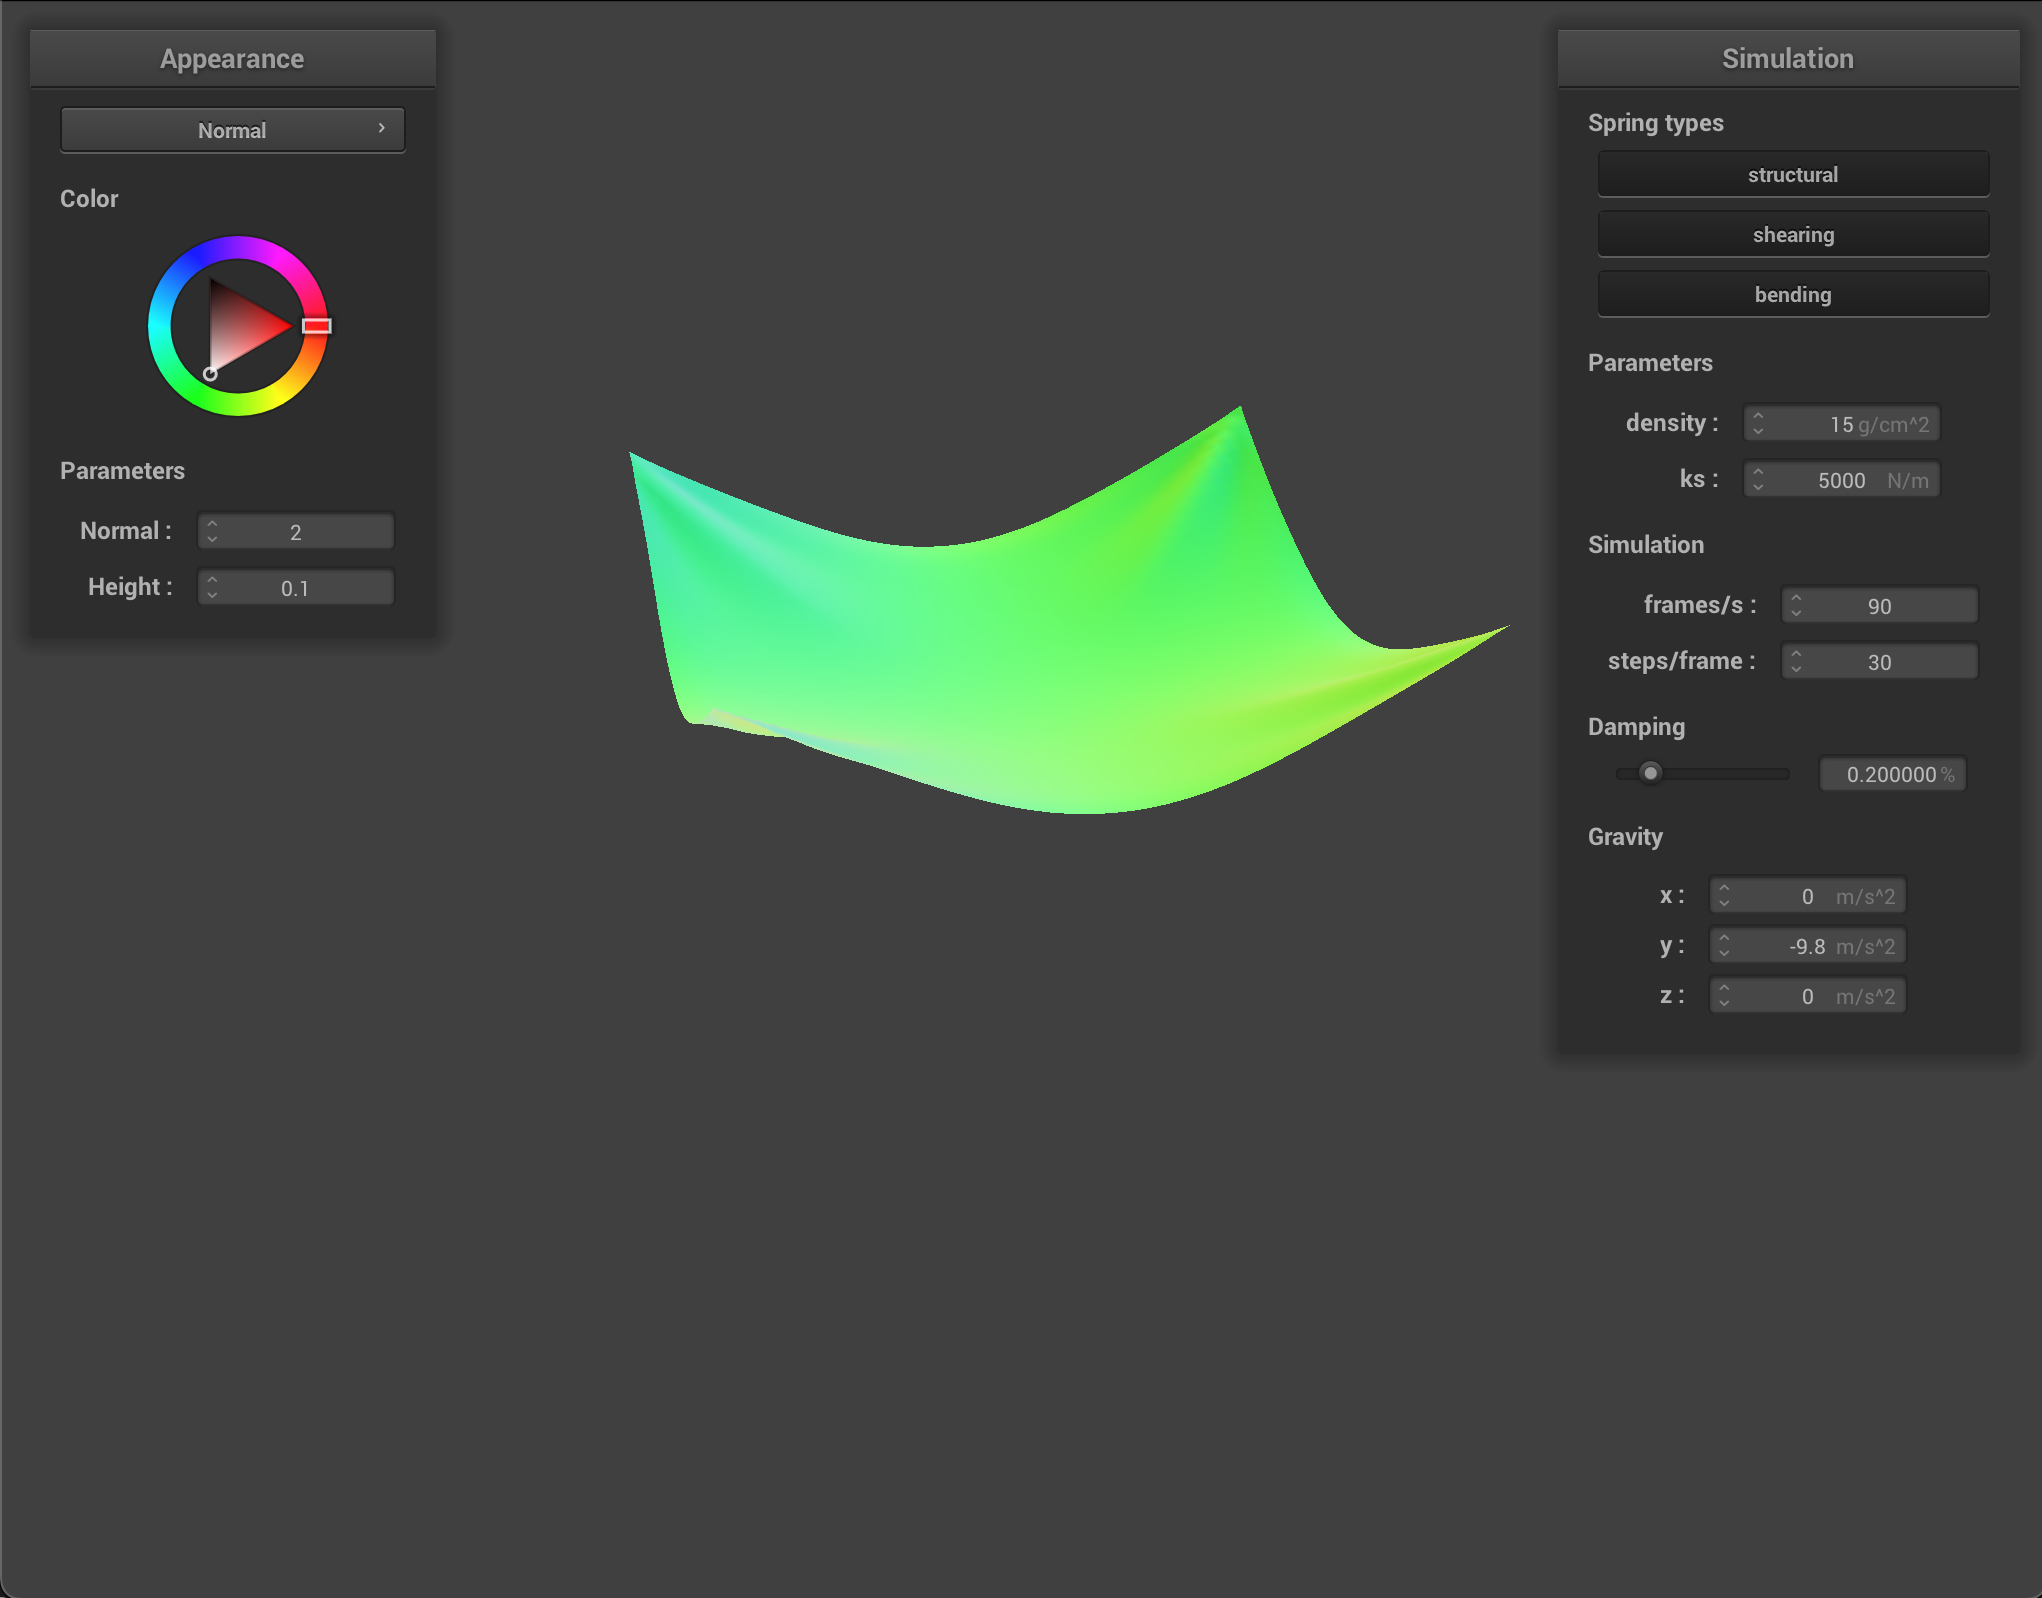 Appearance
Normal
Color
Parameters
Normal : 2
Height : 0.1
Simulation
Spring types
structural
shearing
bending
Parameters
density : 15 g/cm^2
ks : 5000 N/m
Simulation
frames/s : 90
steps/frame : 30
Damping
0.200000 %
Gravity
x : 0 m/s^2
y : -9.8 m/s^2
z : 0 m/s^2